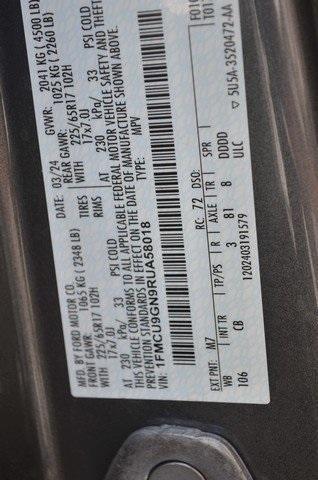 MFD. BY FORD MOTOR CO. 03/24 GVWR: 2041 KG ( 4500 LB)
FRONT GAWR: 1065 KG ( 2348 LB) REAR GAWR: 1025 KG ( 2260 LB)
WITH 225/65R17 102H TIRES WITH 225/65R17 102H
17x7.0J RIMS 17x7.0J
AT 230 kPa/ 33 PSI COLD AT 230 kPa/ 33 PSI COLD
THIS VEHICLE CONFORMS TO ALL APPLICABLE FEDERAL MOTOR VEHICLE SAFETY AND
THEFT PREVENTION STANDARDS IN EFFECT ON THE DATE OF MANUFACTURE SHOWN ABOVE.
VIN: 1FMCU9GN9RUA58018 TYPE: MPV
EXT PNT: M7 RC: 72 DSO:
WB INT TR TP/PS R AXLE TR SPR
106 CB 3 81 8 DDDD
1202403191579 ULC
▽ 5U5A-3520472-AA